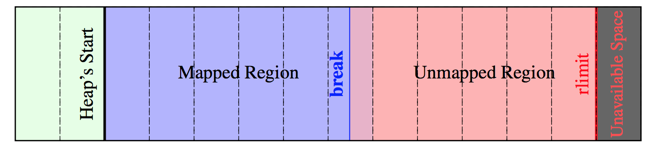 Heap's Start
Mapped Region
break
Unmapped Region
rlimit
Unavailable Space